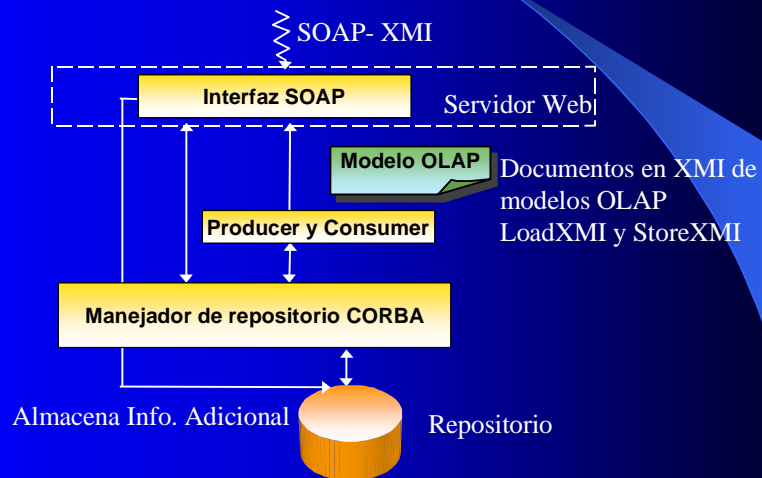 SOAP- XMI
Interfaz SOAP
Servidor Web
Modelo OLAP
Documentos en XMI de
modelos OLAP
LoadXMI y StoreXMI
Producer y Consumer
Manejador de repositorio CORBA
Almacena Info. Adicional
Repositorio